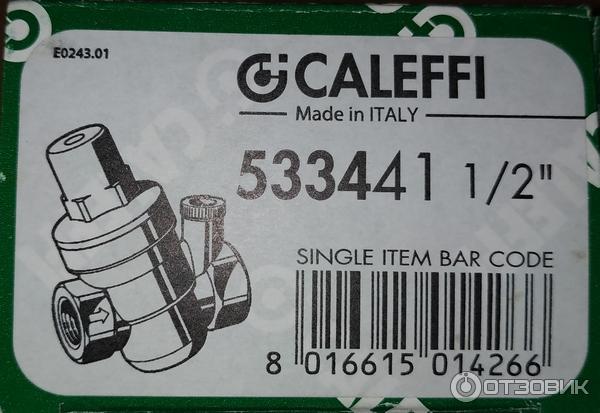 E0243.01
CALEFFI
Made in ITALY
533441 1/2"
SINGLE ITEM BAR CODE
8 016615 014266
ОТЗОВИК